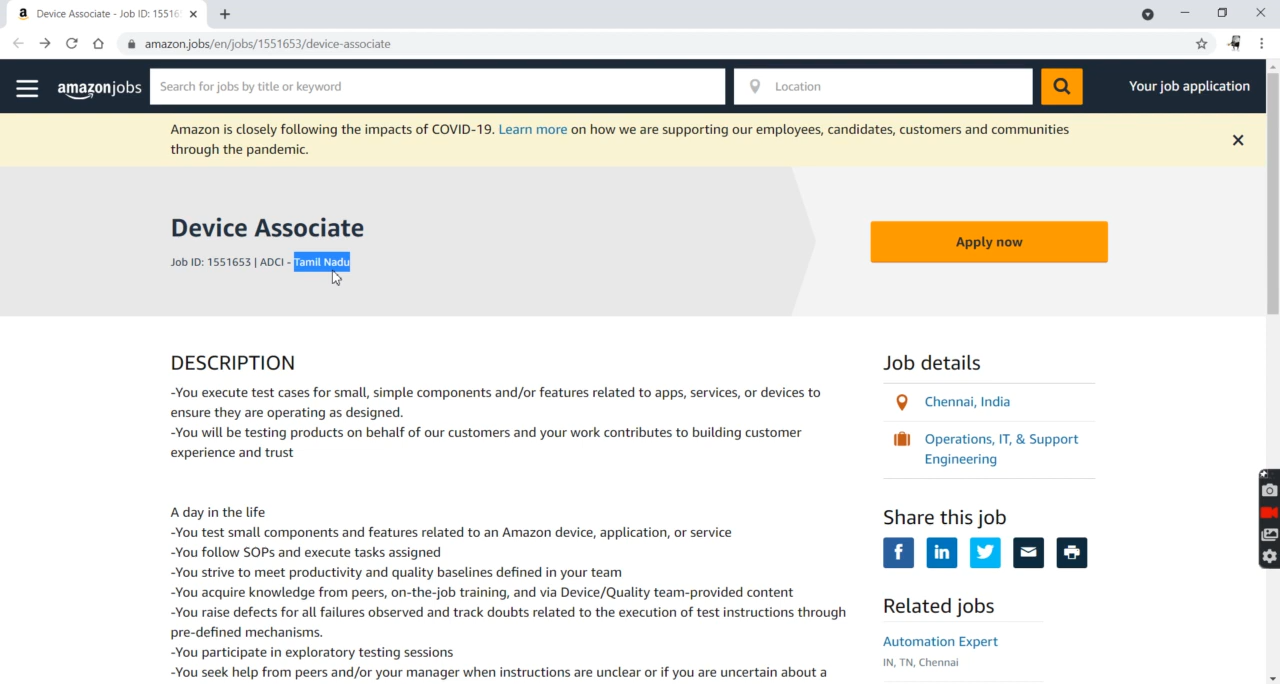 Device Associate - Job ID: 15516
amazon.jobs/en/jobs/1551653/device-associate
amazonjobs
Search for jobs by title or keyword
Location
Your job application
Amazon is closely following the impacts of COVID-19. Learn more on how we are supporting our employees, candidates, customers and communities
through the pandemic.
Device Associate
Job ID: 1551653 | ADCI - Tamil Nadu
Apply now
DESCRIPTION
-You execute test cases for small, simple components and/or features related to apps, services, or devices to
ensure they are operating as designed.
-You will be testing products on behalf of our customers and your work contributes to building customer
experience and trust
A day in the life
-You test small components and features related to an Amazon device, application, or service
-You follow SOPs and execute tasks assigned
-You strive to meet productivity and quality baselines defined in your team
-You acquire knowledge from peers, on-the-job training, and via Device/Quality team-provided content
-You raise defects for all failures observed and track doubts related to the execution of test instructions through
pre-defined mechanisms.
-You participate in exploratory testing sessions
-You seek help from peers and/or your manager when instructions are unclear or if you are uncertain about a
Job details
Chennai, India
Operations, IT, & Support
Engineering
Share this job
Related jobs
Automation Expert
IN, TN, Chennai